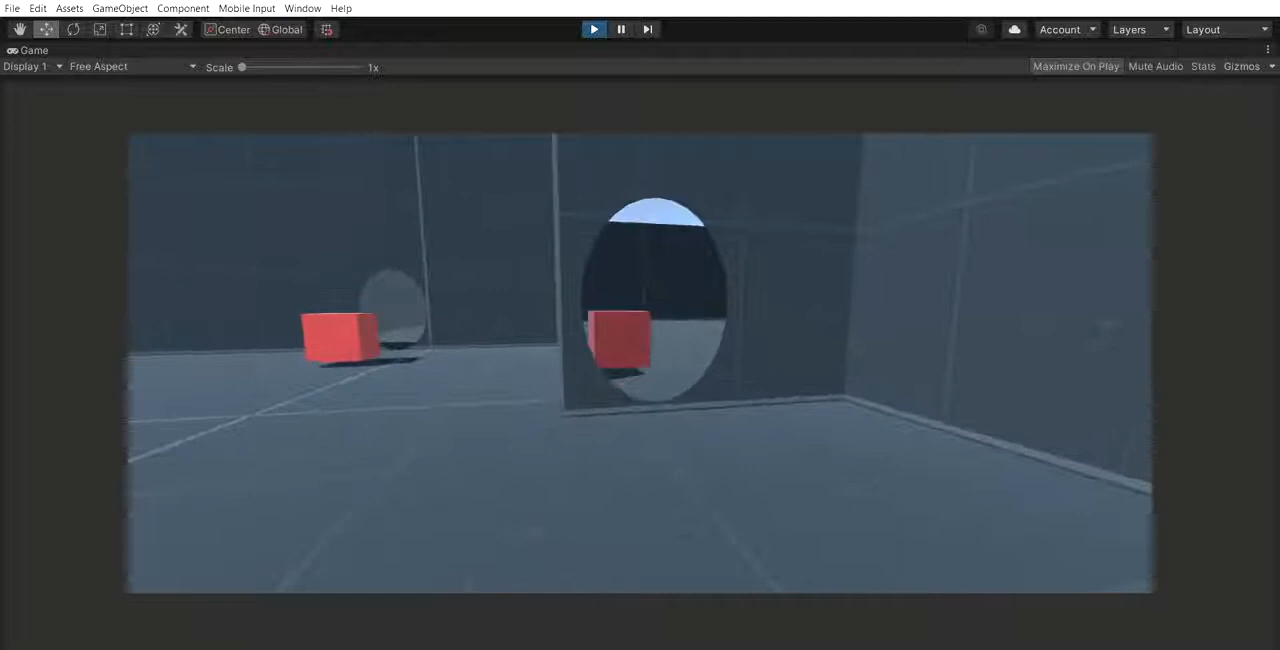 File Edit Assets GameObject Component Mobile Input Window Help
Center Global Account Layers Layout
Game
Display 1 Free Aspect Scale 1x Maximize On Play Mute Audio Stats Gizmos